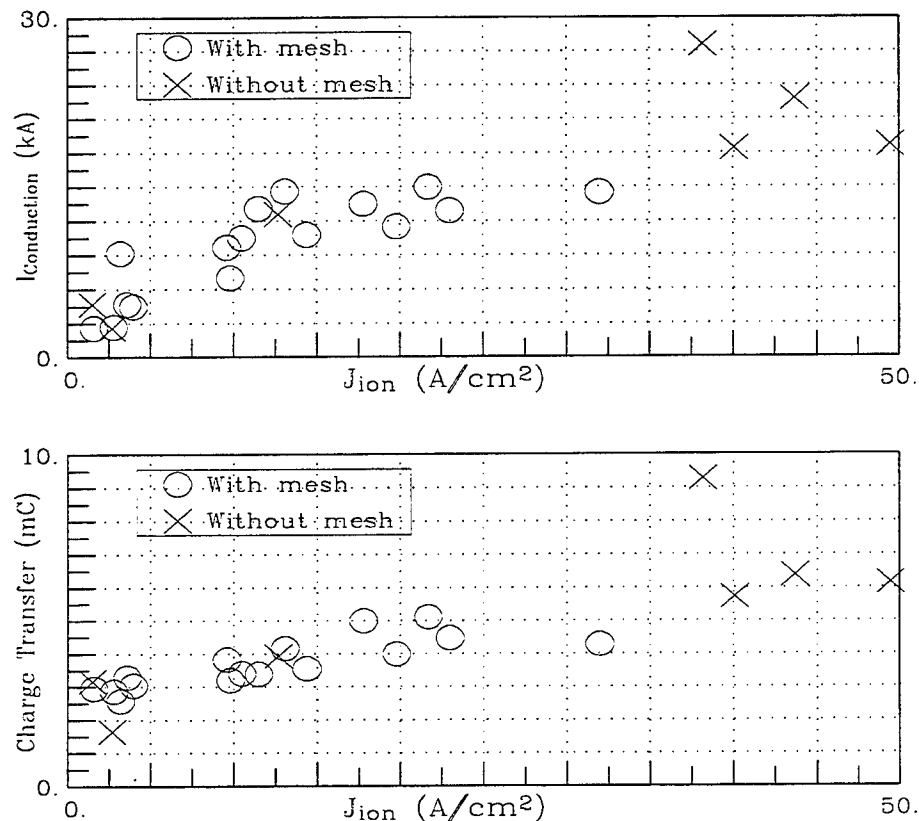 30.
With mesh
Without mesh
Iconduction (kA)
0.
0.
Jion (A/cm²)
50.
10.
With mesh
Without mesh
Charge Transfer (mC)
0.
0.
Jion (A/cm²)
50.